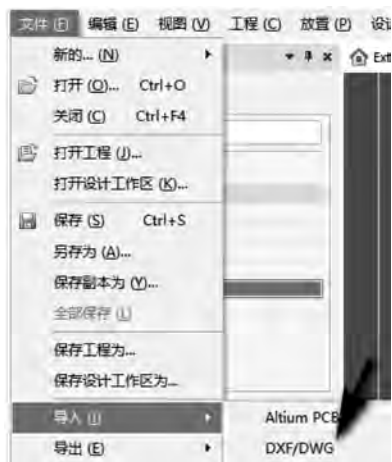 文件 (F) 编辑 (E) 视图 (V) 工程 (C) 放置 (P) 设
新的... (N)
Ext
打开 (O)... Ctrl+O
关闭 (C) Ctrl+F4
打开工程 (J)...
打开设计工作区 (K)...
保存 (S) Ctrl+S
另存为 (A)...
保存副本为 (Y)...
全部保存 (L)
保存工程为...
保存设计工作区为...
导入 (I) Altium PCB
导出 (E) DXF/DWG